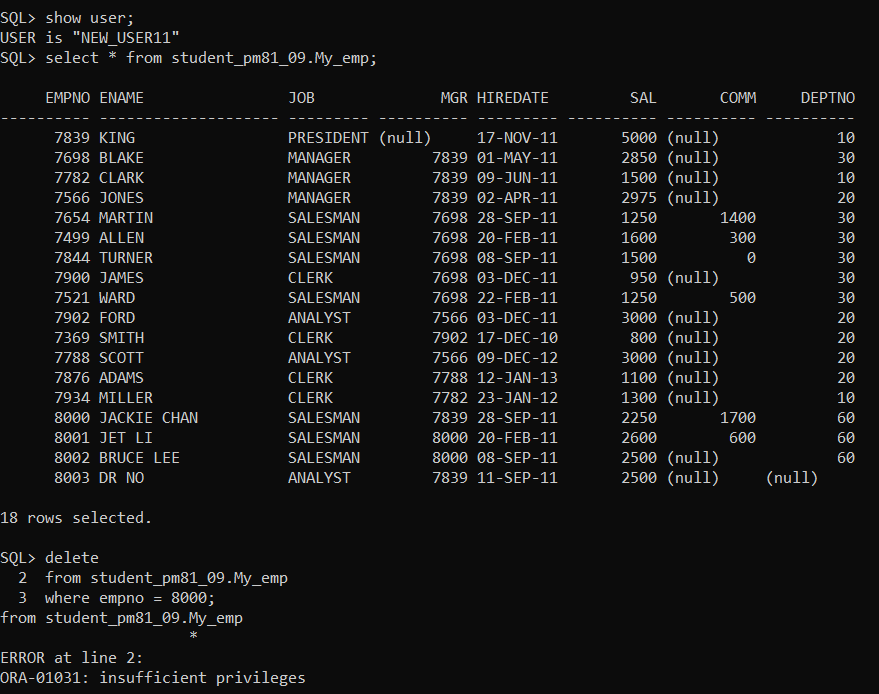 SQL> show user;
USER is "NEW_USER11"
SQL> select * from student_pm81_09.My_emp;
     EMPNO ENAME                JOB              MGR HIREDATE         SAL       COMM     DEPTNO
---------- -------------------- --------- ---------- --------- ---------- ---------- ----------
      7839 KING                 PRESIDENT (null)     17-NOV-11       5000 (null)             10
      7698 BLAKE                MANAGER         7839 01-MAY-11       2850 (null)             30
      7782 CLARK                MANAGER         7839 09-JUN-11       1500 (null)             10
      7566 JONES                MANAGER         7839 02-APR-11       2975 (null)             20
      7654 MARTIN               SALESMAN        7698 28-SEP-11       1250       1400         30
      7499 ALLEN                SALESMAN        7698 20-FEB-11       1600        300         30
      7844 TURNER               SALESMAN        7698 08-SEP-11       1500          0         30
      7900 JAMES                CLERK           7698 03-DEC-11        950 (null)             30
      7521 WARD                 SALESMAN        7698 22-FEB-11       1250        500         30
      7902 FORD                 ANALYST         7566 03-DEC-11       3000 (null)             20
      7369 SMITH                CLERK           7902 17-DEC-10        800 (null)             20
      7788 SCOTT                ANALYST         7566 09-DEC-12       3000 (null)             20
      7876 ADAMS                CLERK           7788 12-JAN-13       1100 (null)             20
      7934 MILLER               CLERK           7782 23-JAN-12       1300 (null)             10
      8000 JACKIE CHAN          SALESMAN        7839 28-SEP-11       2250       1700         60
      8001 JET LI               SALESMAN        8000 20-FEB-11       2600        600         60
      8002 BRUCE LEE            SALESMAN        8000 08-SEP-11       2500 (null)             60
      8003 DR NO                ANALYST         7839 11-SEP-11       2500 (null)     (null)
18 rows selected.
SQL> delete
  2  from student_pm81_09.My_emp
  3  where empno = 8000;
from student_pm81_09.My_emp
                     *
ERROR at line 2:
ORA-01031: insufficient privileges